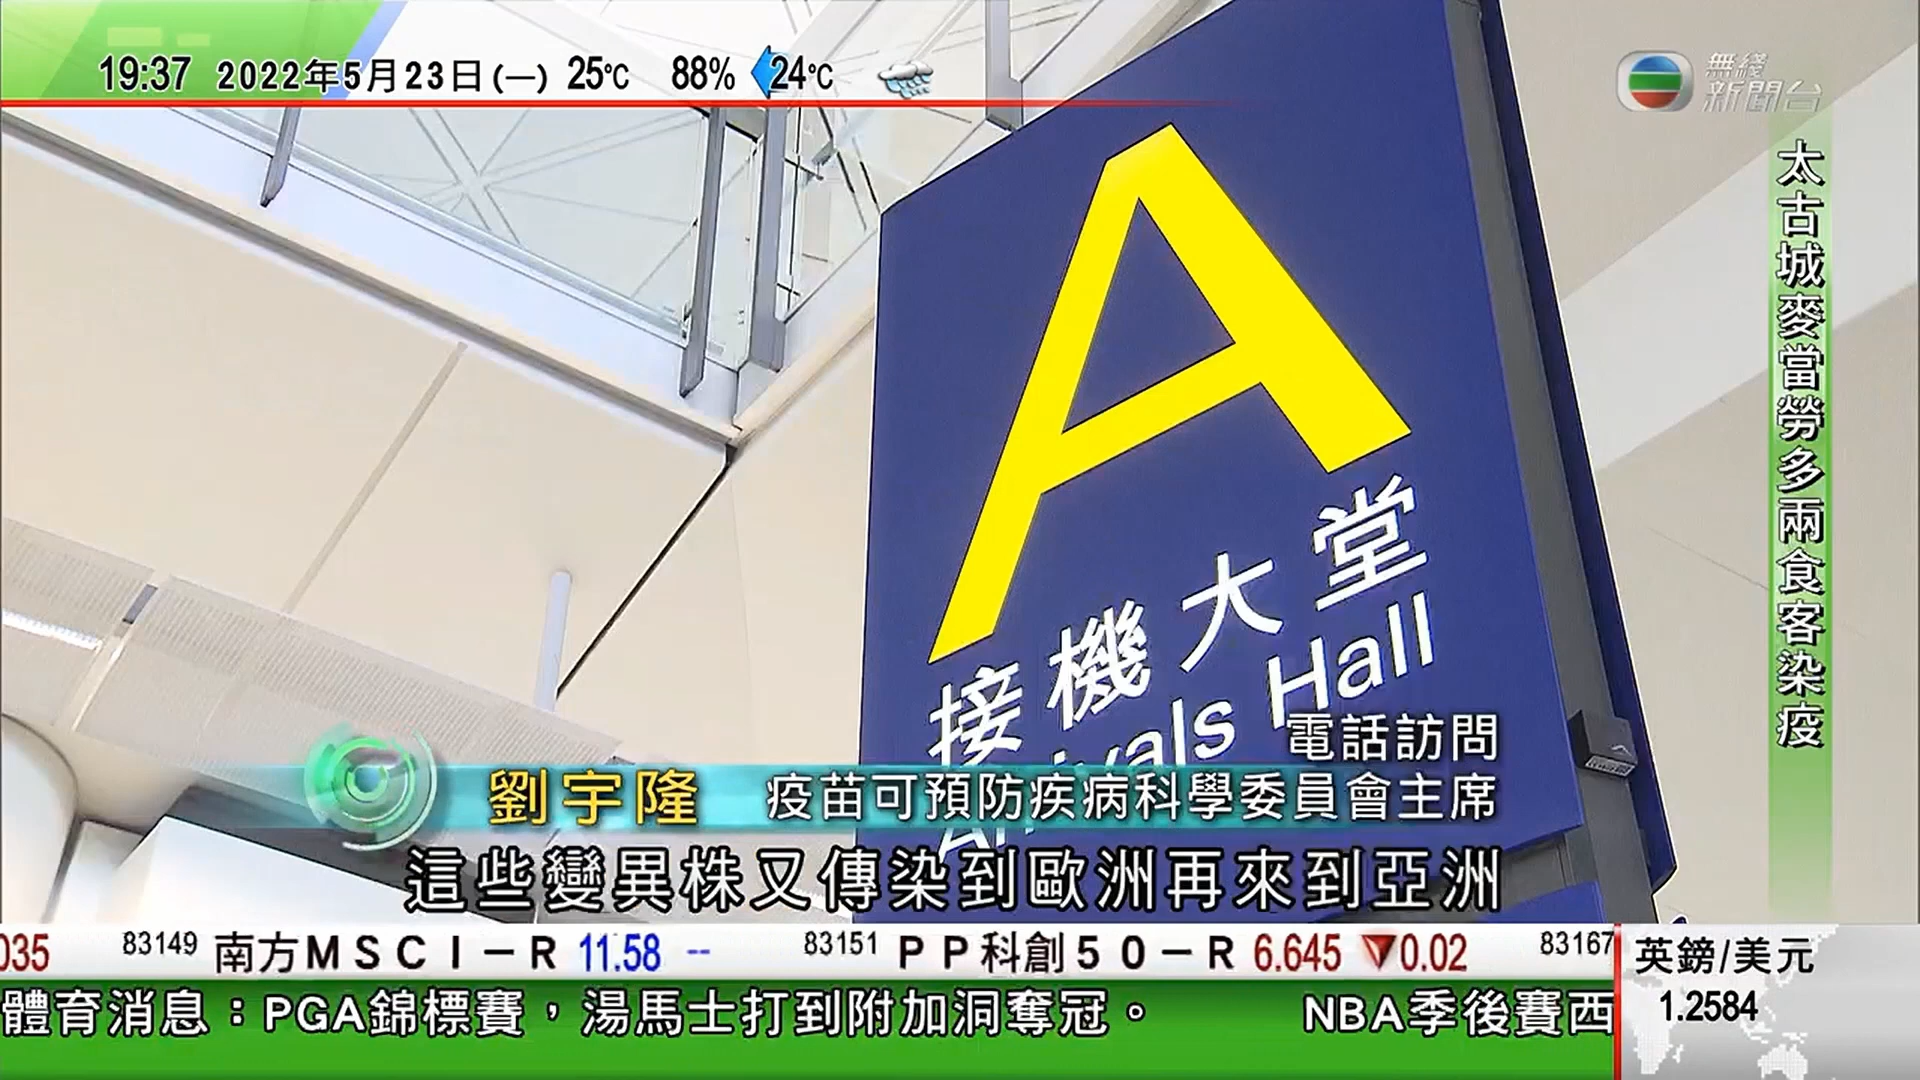 19:37 2022年5月23日(一) 25℃ 88% 24℃
無綫
新聞台
太古城麥當勞多兩食客染疫
A
接機大堂
Arrivals Hall
電話訪問
劉宇隆 疫苗可預防疾病科學委員會主席
這些變異株又傳染到歐洲再來到亞洲
035 83149 南方MSCI－R 11.58 -- 83151 PP科創50－R 6.645 ▼0.02 83167
體育消息：PGA錦標賽，湯馬士打到附加洞奪冠。 NBA季後賽西
英鎊/美元
1.2584